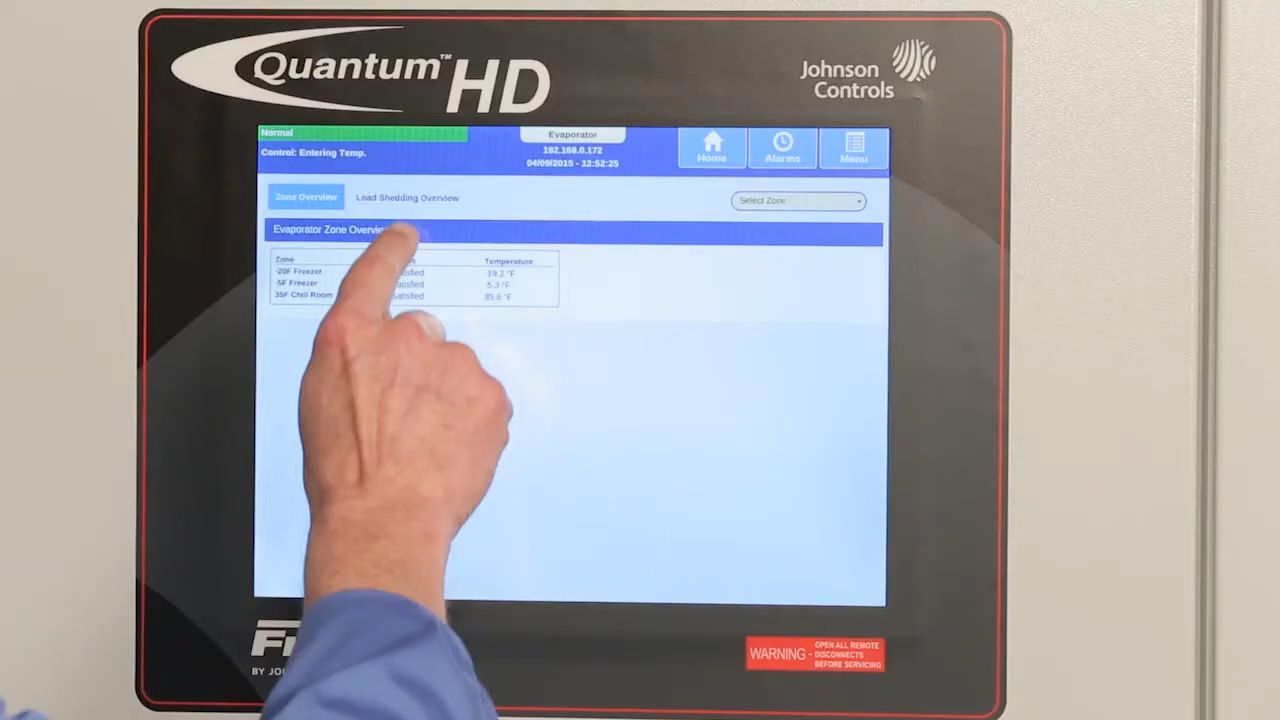 Quantum™ HD
Johnson
Controls
Normal
Control: Entering Temp.
Evaporator
192.168.0.172
04/09/2015 - 12:52:25
Home
Alarms
Menu
Zone Overview
Load Shedding Overview
Select Zone
Evaporator Zone
Zone
Temperature
-20F Freezer
-19.2 °F
-5F Freezer
-5.3 °F
35F Chill Room
Satisfied
35.8 °F
BY
WARNING -
OPEN ALL REMOTE
DISCONNECTS
BEFORE SERVICING